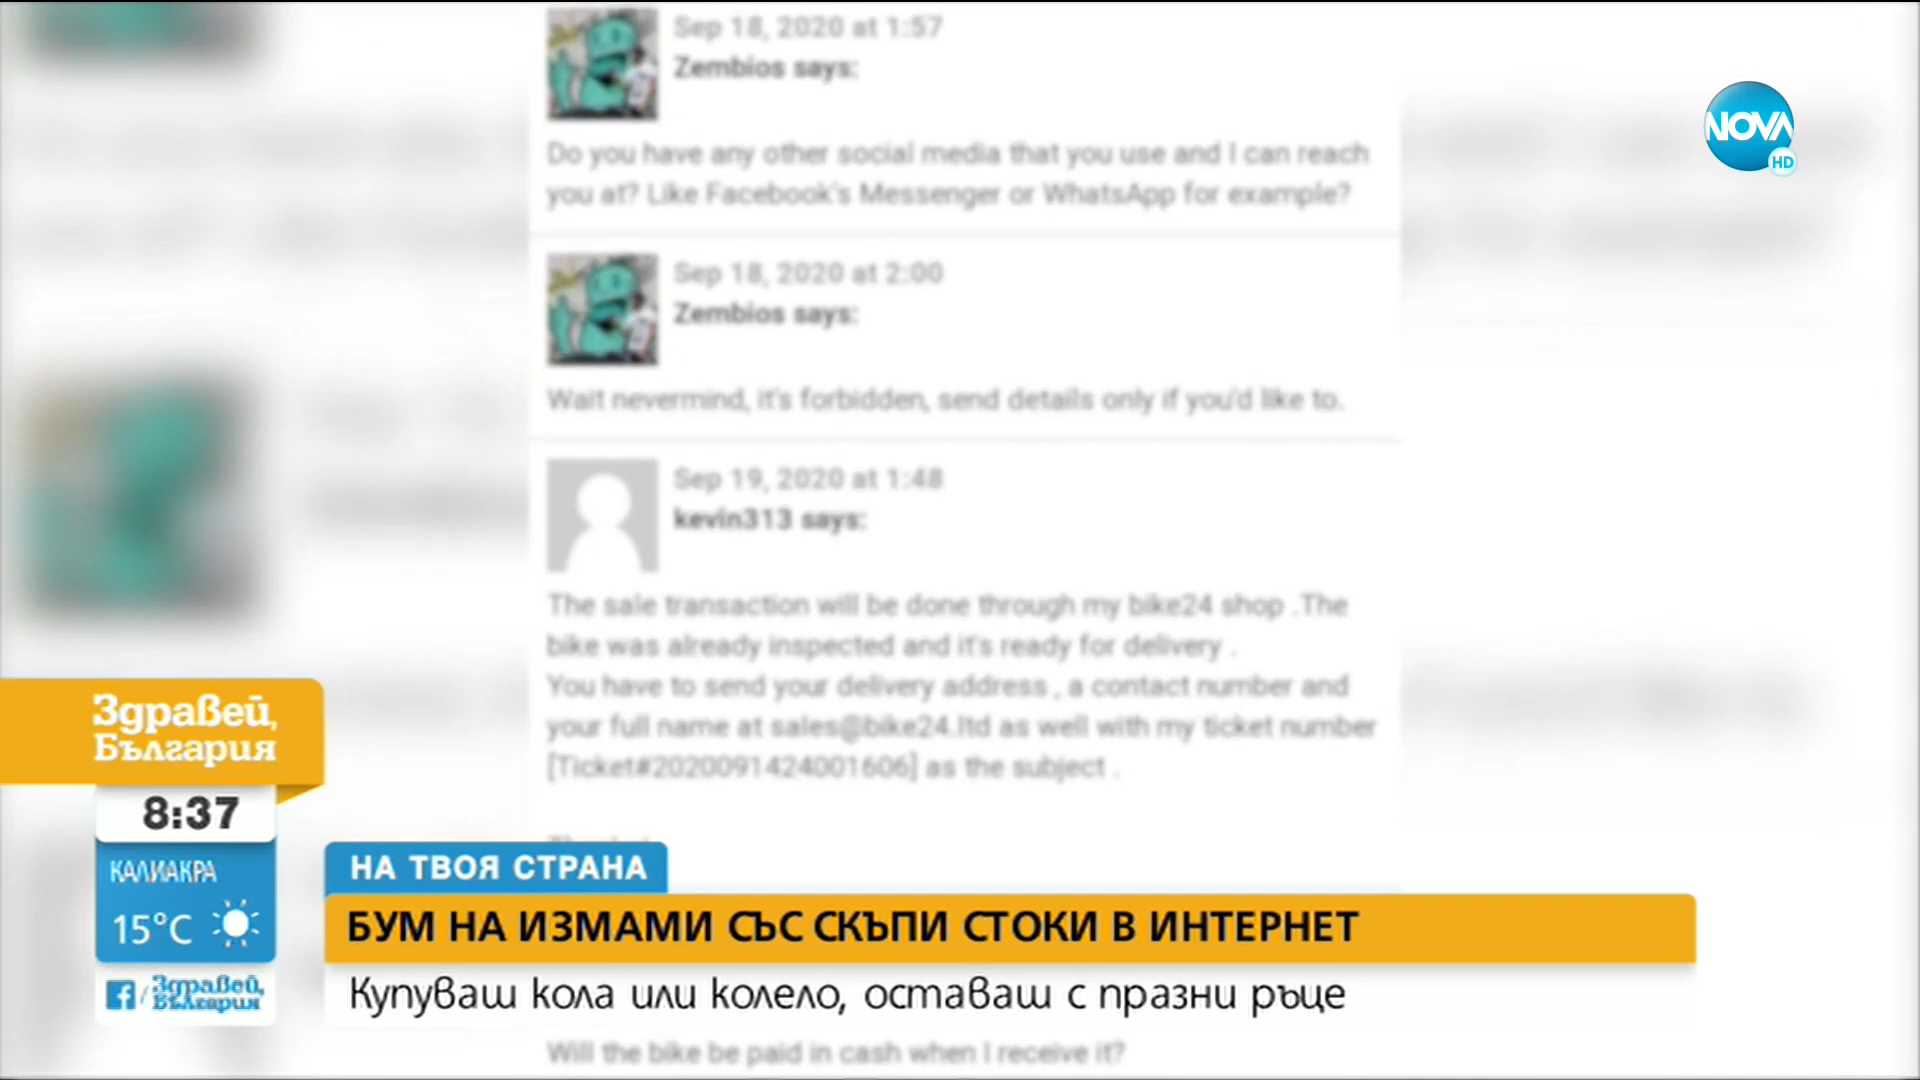 Sep 18, 2020 at 1:57
Zembios says:
Do you have any other social media that you use and I can reach
you at? Like Facebook's Messenger or WhatsApp for example?
Sep 18, 2020 at 2:00
Zembios says:
Wait nevermind, it's forbidden, send details only if you'd like to.
Sep 19, 2020 at 1:48
kevin313 says:
The sale transaction will be done through my bike24 shop .The
bike was already inspected and it's ready for delivery .
You have to send your delivery address , a contact number and
your full name at sales@bike24.ltd as well with my ticket number
[Ticket#2020091424001606] as the subject .
Will the bike be paid in cash when I receive it?
NOVA
HD
Здравей,
България
8:37
КАЛИАКРА
15°C
/Здравей,
България
НА ТВОЯ СТРАНА
БУМ НА ИЗМАМИ СЪС СКЪПИ СТОКИ В ИНТЕРНЕТ
Купуваш кола или колело, оставаш с празни ръце